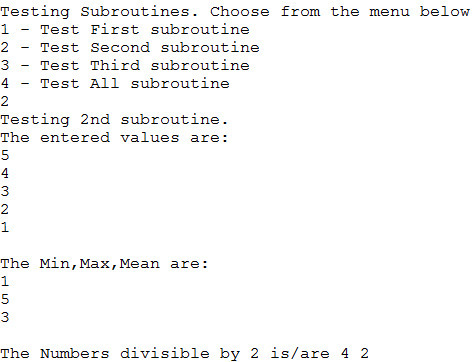 Testing Subroutines. Choose from the menu below
1 - Test First subroutine
2 - Test Second subroutine
3 - Test Third subroutine
4 - Test All subroutine
2
Testing 2nd subroutine.
The entered values are:
5
4
3
2
1
The Min,Max,Mean are:
1
5
3
The Numbers divisible by 2 is/are 4 2